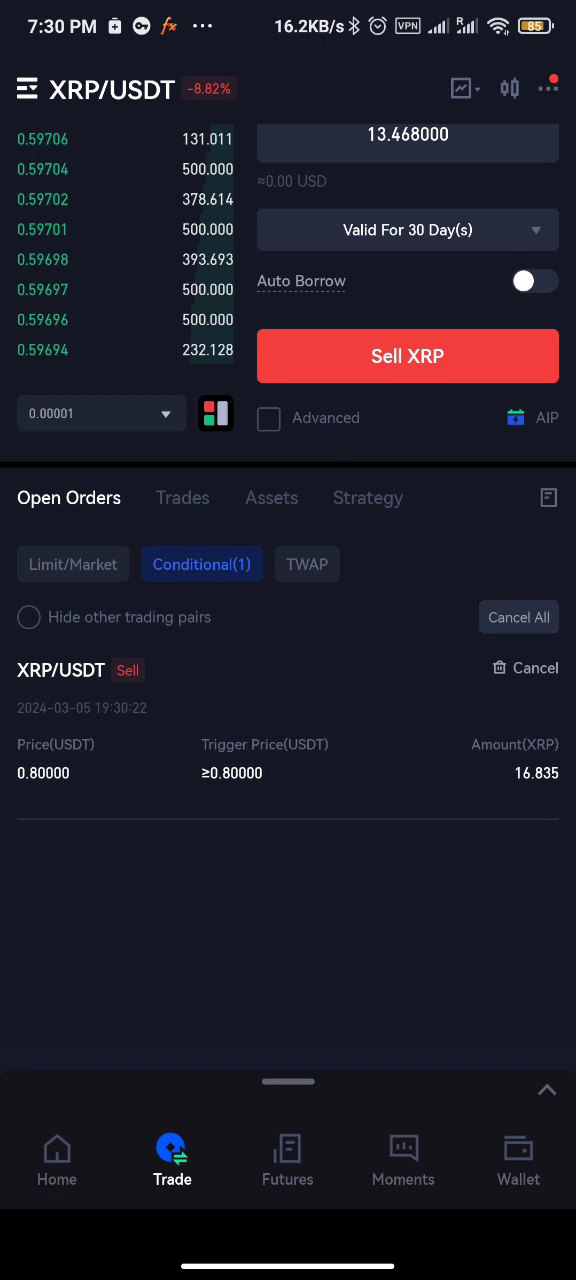 7:30 PM fx ... 16.2KB/s VPN R 85
XRP/USDT -8.82%
0.59706 131.011
0.59704 500.000
0.59702 378.614
0.59701 500.000
0.59698 393.693
0.59697 500.000
0.59696 500.000
0.59694 232.128
0.00001
13.468000
≈0.00 USD
Valid For 30 Day(s)
Auto Borrow
Sell XRP
Advanced AIP
Open Orders Trades Assets Strategy
Limit/Market Conditional(1) TWAP
Hide other trading pairs Cancel All
XRP/USDT Sell Cancel
2024-03-05 19:30:22
Price(USDT) Trigger Price(USDT) Amount(XRP)
0.80000 ≥0.80000 16.835
Home Trade Futures Moments Wallet